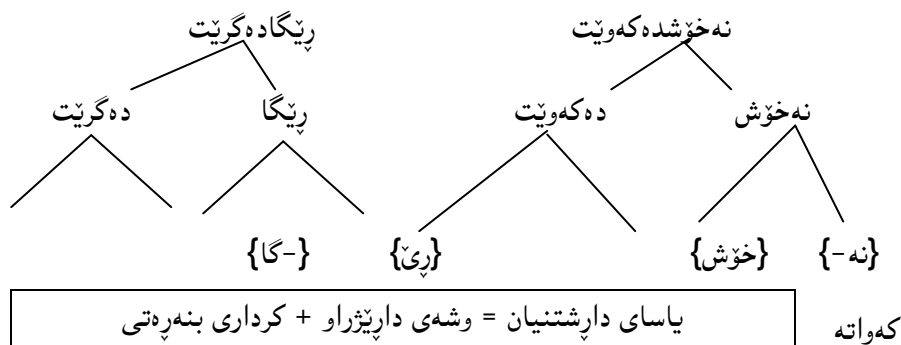 نەخۆشدەکەوێت ڕێگادەگرێت
نەخۆش دەکەوێت ڕێگا دەگرێت
{نە-} {خۆش} {ڕێ} {-گا}
کەواتە یاسای داڕشتنیان = وشەی داڕێژراو + کرداری بنەڕەتی